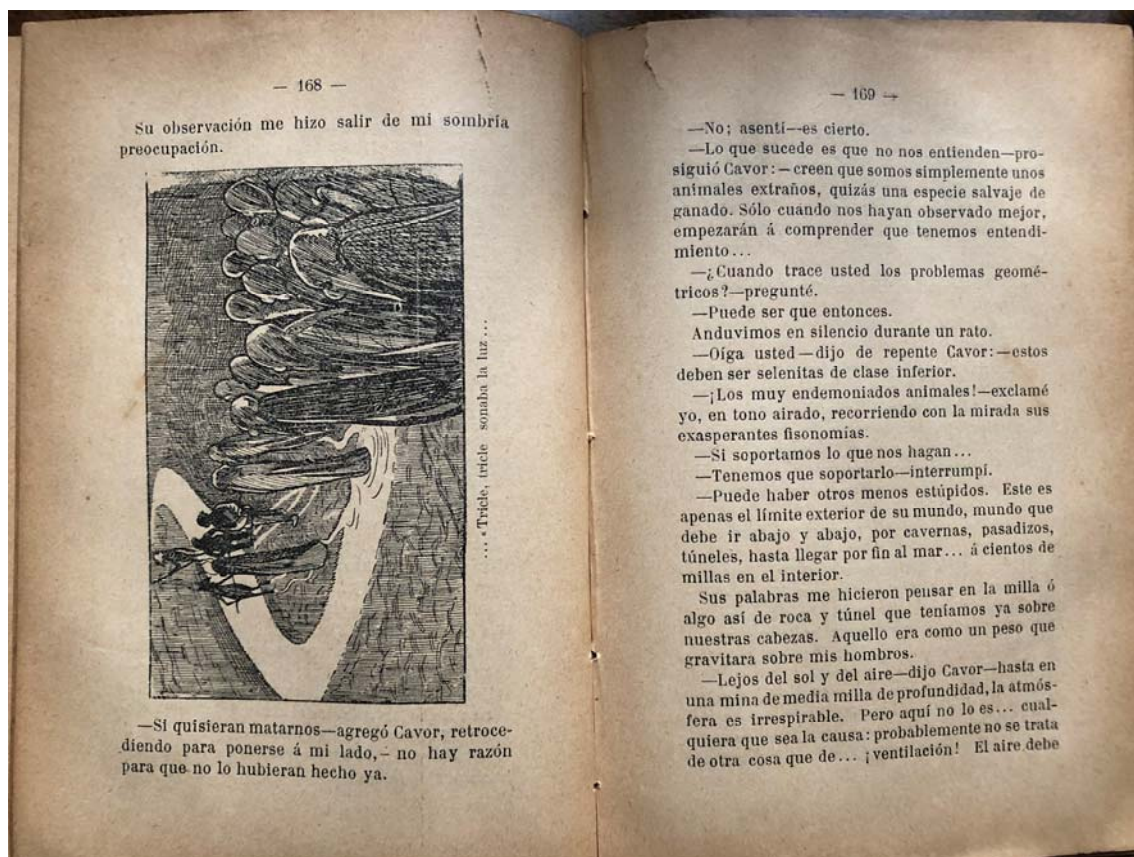 — 168 —
Su observación me hizo salir de mi sombría
preocupación.
... «Tricle, tricle sonaba la luz ...
—Si quisieran matarnos—agregó Cavor, retroce-
diendo para ponerse á mi lado,— no hay razón
para que no lo hubieran hecho ya.
— 169 —
—No; asentí—es cierto.
—Lo que sucede es que no nos entienden—pro-
siguió Cavor:—creen que somos simplemente unos
animales extraños, quizás una especie salvaje de
ganado. Sólo cuando nos hayan observado mejor,
empezarán á comprender que tenemos entendi-
miento...
—¿Cuando trace usted los problemas geomé-
tricos?—pregunté.
—Puede ser que entonces.
Anduvimos en silencio durante un rato.
—Oíga usted—dijo de repente Cavor:—estos
deben ser selenitas de clase inferior.
—¡Los muy endemoniados animales!—exclamé
yo, en tono airado, recorriendo con la mirada sus
exasperantes fisonomías.
—Si soportamos lo que nos hagan...
—Tenemos que soportarlo—interrumpí.
—Puede haber otros menos estúpidos. Este es
apenas el límite exterior de su mundo, mundo que
debe ir abajo y abajo, por cavernas, pasadizos,
túneles, hasta llegar por fin al mar... á cientos de
millas en el interior.
Sus palabras me hicieron pensar en la milla ó
algo así de roca y túnel que teníamos ya sobre
nuestras cabezas. Aquello era como un peso que
gravitara sobre mis hombros.
—Lejos del sol y del aire—dijo Cavor—hasta en
una mina de media milla de profundidad, la atmós-
fera es irrespirable. Pero aquí no lo es... cual-
quiera que sea la causa: probablemente no se trata
de otra cosa que de... ¡ventilación! El aire debe